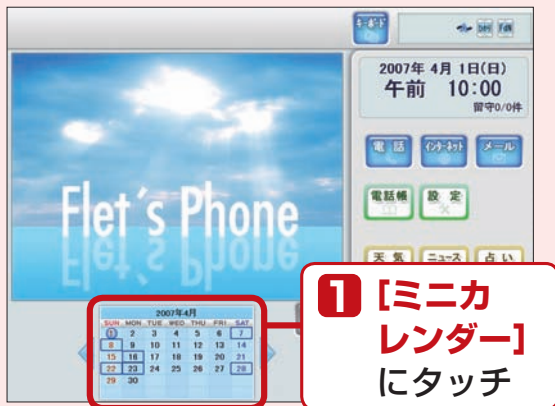 キーボード
2007年 4月 1日(日)
午前 10:00
留守0/0件
電話 インターネット メール
電話帳 設定
天気 ニュース 占い
Flet's Phone
2007年4月
SUN MON TUE WED THU FRI SAT
1 2 3 4 5 6 7
8 9 10 11 12 13 14
15 16 17 18 19 20 21
22 23 24 25 26 27 28
29 30
1 [ミニカ
レンダー]
にタッチ